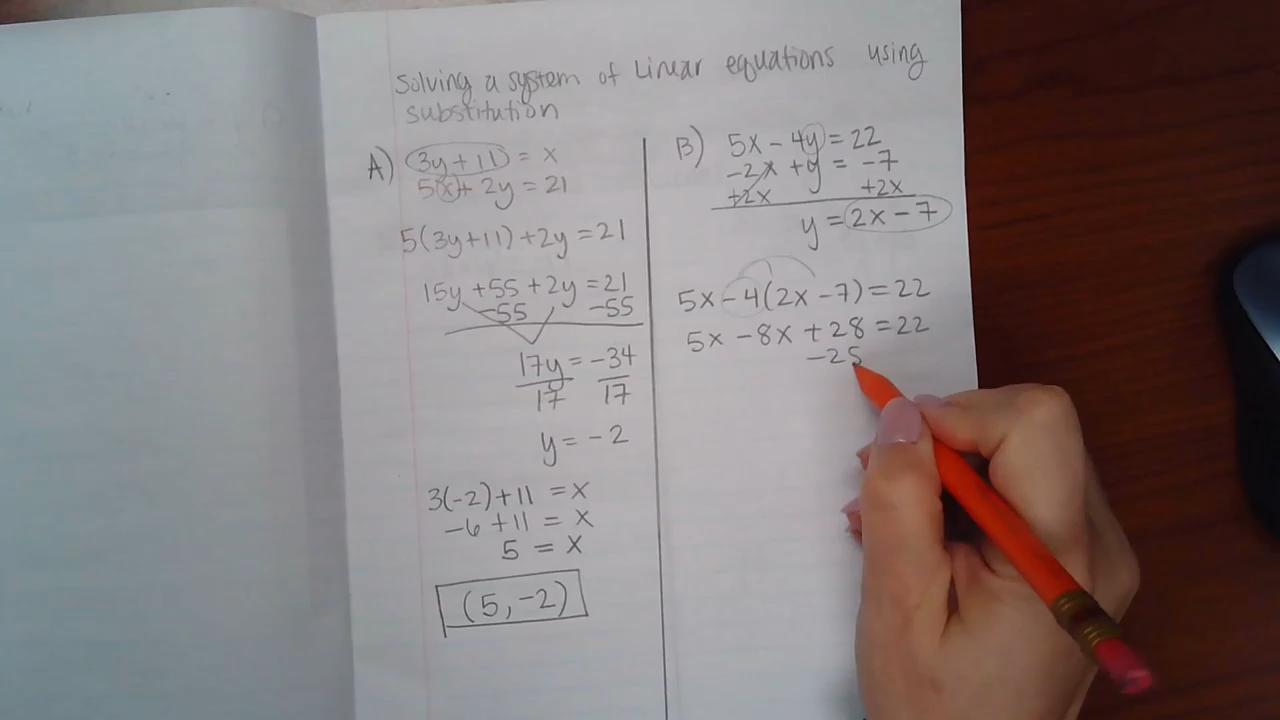 Solving a system of Linear equations using
substitution
A) 3y + 11 = x
5(x) + 2y = 21
5(3y+11) + 2y = 21
15y + 55 + 2y = 21
-55 -55
17y = -34
17 17
y = -2
3(-2) + 11 = x
-6 + 11 = x
5 = x
(5, -2)
B) 5x - 4y = 22
-2x + y = -7
+2x +2x
y = 2x - 7
5x - 4(2x - 7) = 22
5x - 8x + 28 = 22